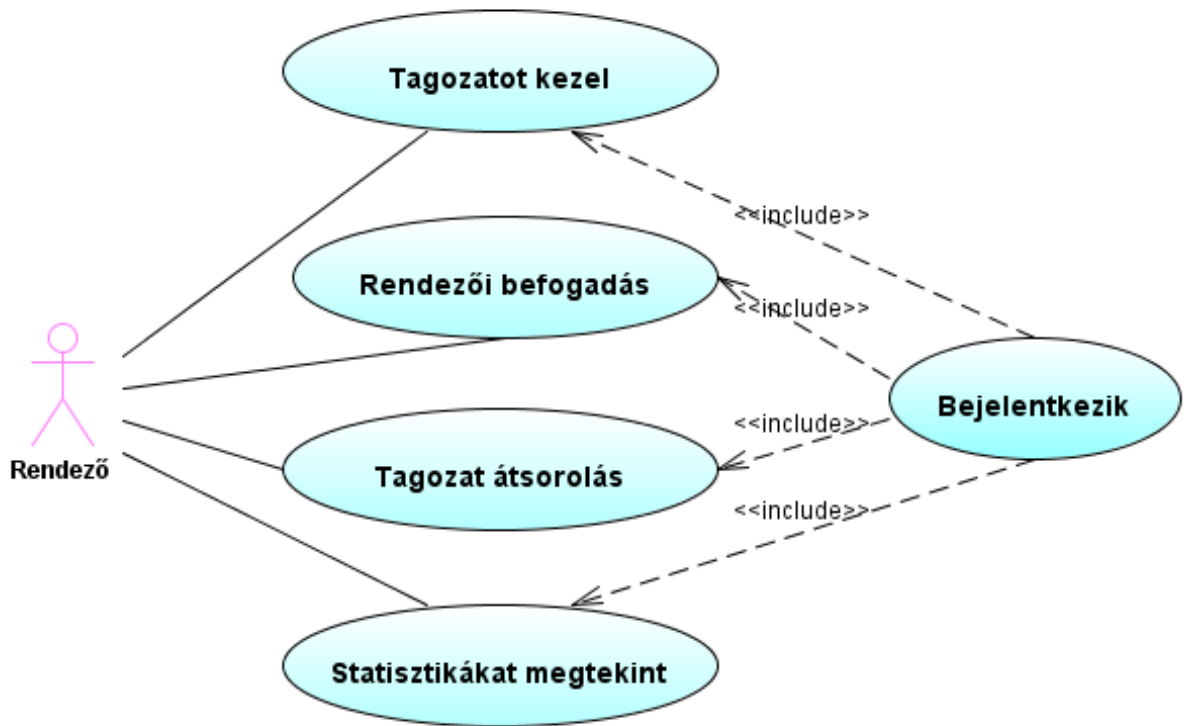 Tagozatot kezel
<<include>>
Rendezői befogadás
<<include>>
Bejelentkezik
<<include>>
Rendező
Tagozat átsorolás
<<include>>
Statisztikákat megtekint